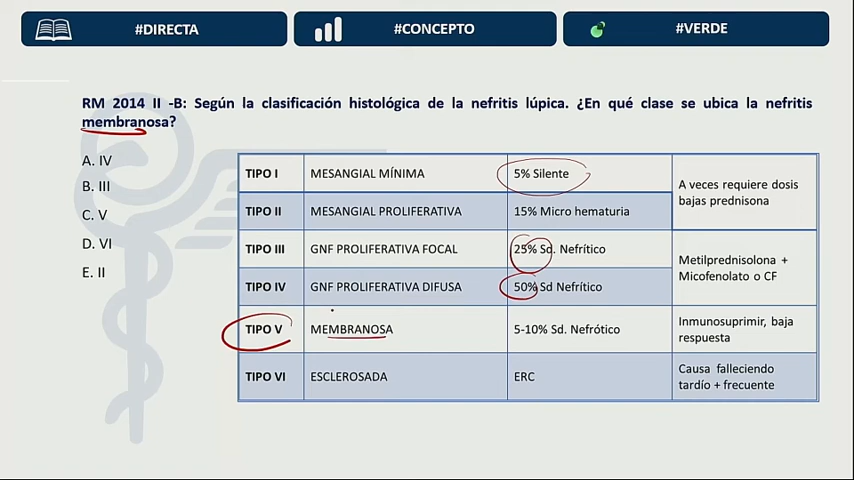 #DIRECTA
#CONCEPTO
#VERDE
RM 2014 II -B: Según la clasificación histológica de la nefritis lúpica. ¿En qué clase se ubica la nefritis
membranosa?
A. IV
B. III
C. V
D. VI
E. II
TIPO I MESANGIAL MÍNIMA 5% Silente
A veces requiere dosis
bajas prednisona
TIPO II MESANGIAL PROLIFERATIVA 15% Micro hematuria
TIPO III GNF PROLIFERATIVA FOCAL 25% Sd. Nefrítico
Metilprednisolona +
Micofenolato o CF
TIPO IV GNF PROLIFERATIVA DIFUSA 50% Sd Nefrítico
TIPO V MEMBRANOSA 5-10% Sd. Nefrótico
Inmunosuprimir, baja
respuesta
TIPO VI ESCLEROSADA ERC
Causa falleciendo
tardío + frecuente